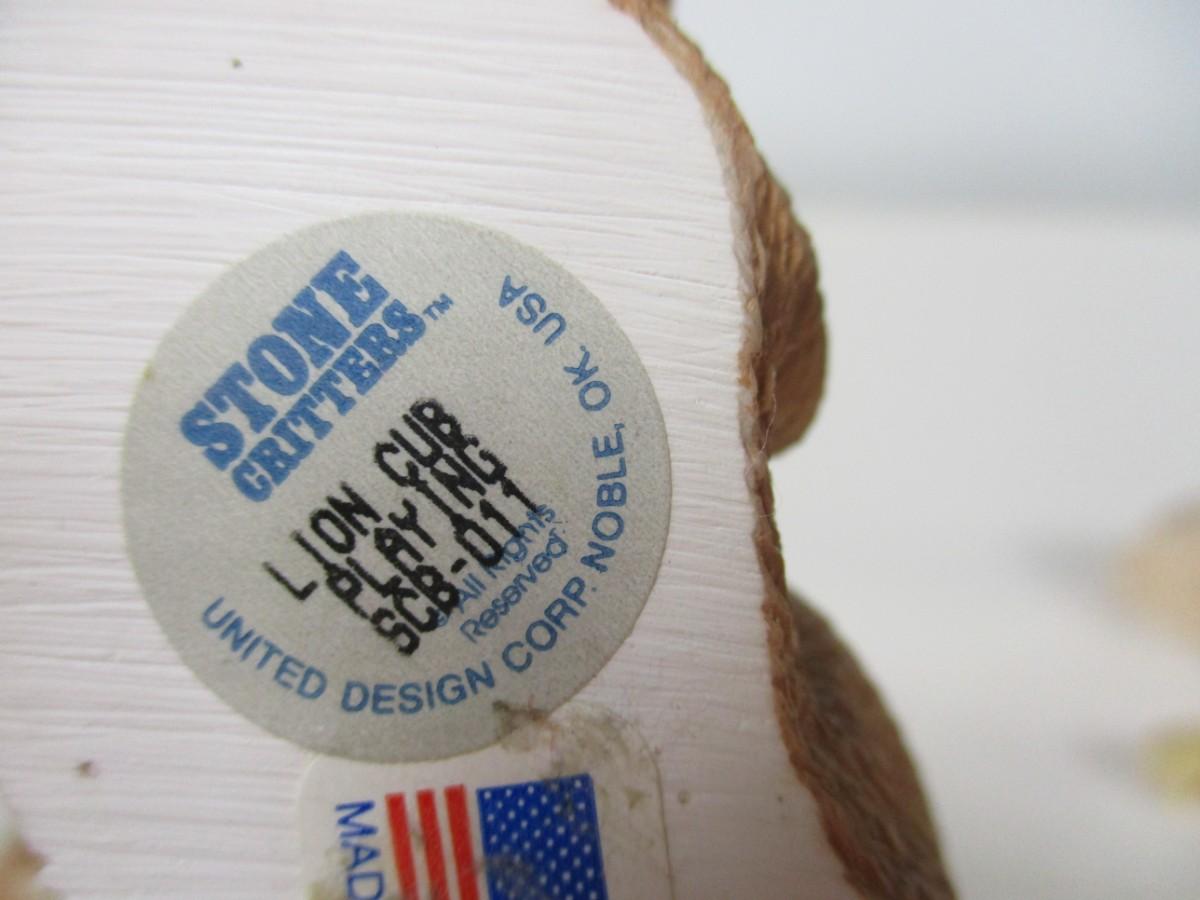 STONE
CRITTERS™
LION CUB
PLAYING
SCB-011
© All Rights
Reserved.
UNITED DESIGN CORP. NOBLE, OK. USA
MAD